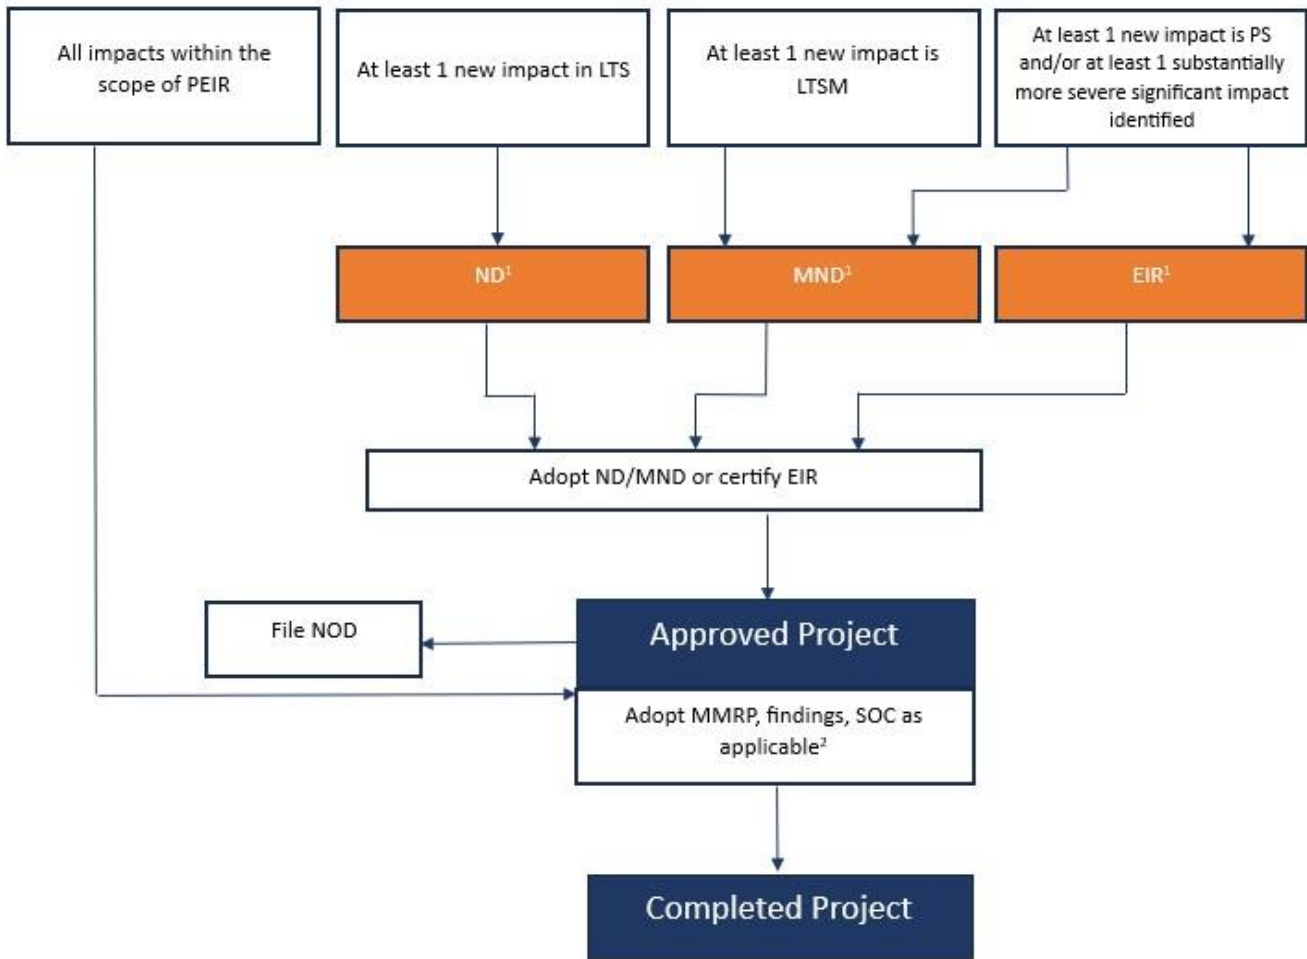 All impacts within the
scope of PEIR
At least 1 new impact in LTS
At least 1 new impact is
LTSM
At least 1 new impact is PS
and/or at least 1 substantially
more severe significant impact
identified
ND¹
MND¹
EIR¹
Adopt ND/MND or certify EIR
File NOD
Approved Project
Adopt MMRP, findings, SOC as
applicable²
Completed Project